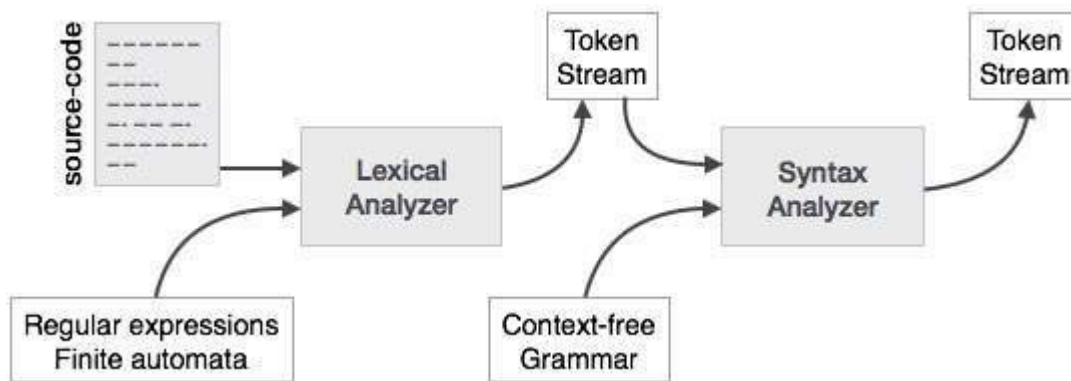 source-code
Lexical
Analyzer
Token
Stream
Syntax
Analyzer
Token
Stream
Regular expressions
Finite automata
Context-free
Grammar